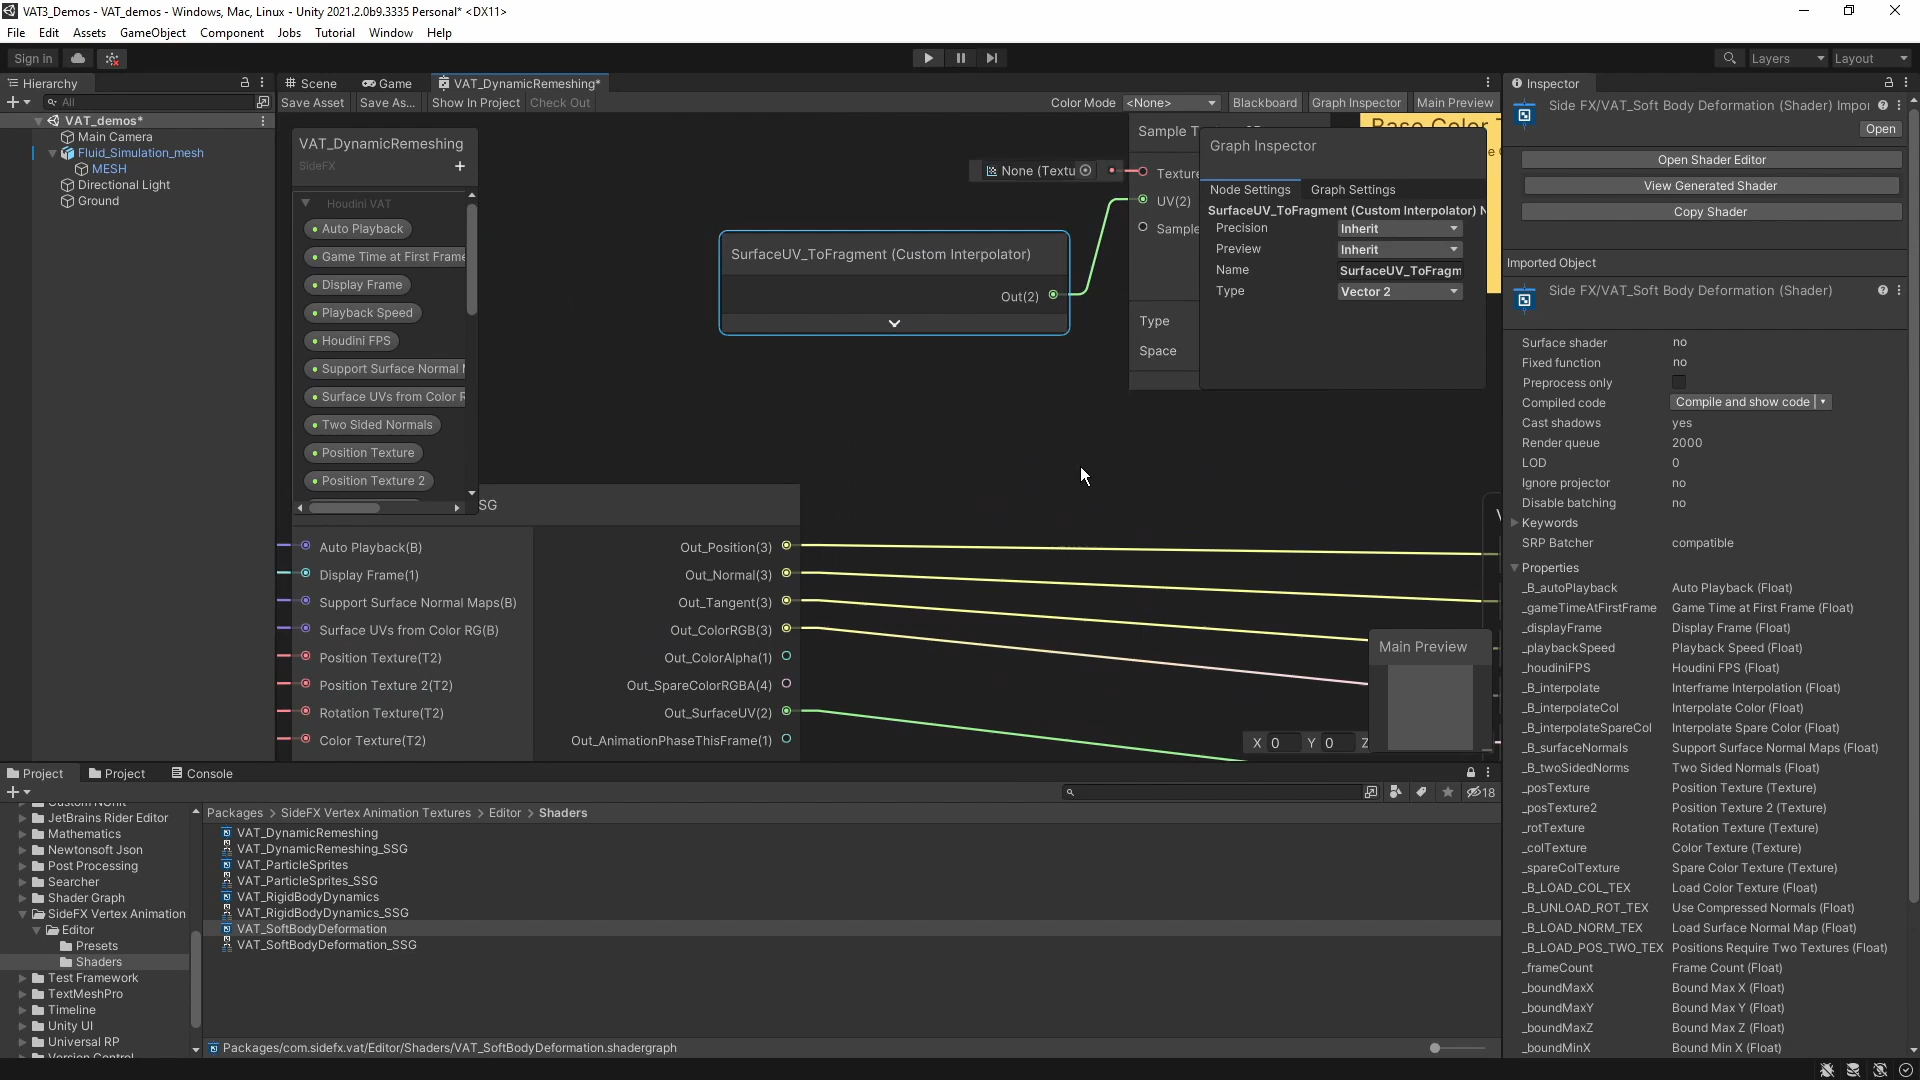 VAT3_Demos - VAT_demos - Windows, Mac, Linux - Unity 2021.2.0b9.3335 Personal* <DX11>
File Edit Assets GameObject Component Jobs Tutorial Window Help
Sign in
Layers
Layout
Hierarchy
All
VAT_demos*
Main Camera
Fluid_Simulation_mesh
MESH
Directional Light
Ground
Scene
Game
VAT_DynamicRemeshing*
Save Asset
Save As...
Show In Project
Check Out
Color Mode
<None>
Blackboard
Graph Inspector
Main Preview
VAT_DynamicRemeshing
SideFX
+
Houdini VAT
Auto Playback
Game Time at First Frame
Display Frame
Playback Speed
Houdini FPS
Support Surface Normal
Surface UVs from Color R
Two Sided Normals
Position Texture
Position Texture 2
SurfaceUV_ToFragment (Custom Interpolator)
Out(2)
None (Textu
Sample T
Texture
UV(2)
Sample
Type
Space
Base Color
Graph Inspector
Node Settings
Graph Settings
SurfaceUV_ToFragment (Custom Interpolator) N
Precision Inherit
Preview Inherit
Name SurfaceUV_ToFragm
Type Vector 2
SG
Auto Playback(B)
Display Frame(1)
Support Surface Normal Maps(B)
Surface UVs from Color RG(B)
Position Texture(T2)
Position Texture 2(T2)
Rotation Texture(T2)
Color Texture(T2)
Out_Position(3)
Out_Normal(3)
Out_Tangent(3)
Out_ColorRGB(3)
Out_ColorAlpha(1)
Out_SpareColorRGBA(4)
Out_SurfaceUV(2)
Out_AnimationPhaseThisFrame(1)
Main Preview
X 0 Y 0 Z
Project
Project
Console
18
JetBrains Rider Editor
Mathematics
Newtonsoft Json
Post Processing
Searcher
Shader Graph
SideFX Vertex Animation
Editor
Presets
Shaders
Test Framework
TextMeshPro
Timeline
Unity UI
Universal RP
Version Control
Packages > SideFX Vertex Animation Textures > Editor > Shaders
VAT_DynamicRemeshing
VAT_DynamicRemeshing_SSG
VAT_ParticleSprites
VAT_ParticleSprites_SSG
VAT_RigidBodyDynamics
VAT_RigidBodyDynamics_SSG
VAT_SoftBodyDeformation
VAT_SoftBodyDeformation_SSG
Packages/com.sidefx.vat/Editor/Shaders/VAT_SoftBodyDeformation.shadergraph
Inspector
Side FX/VAT_Soft Body Deformation (Shader) Impor
Open
Open Shader Editor
View Generated Shader
Copy Shader
Imported Object
Side FX/VAT_Soft Body Deformation (Shader)
Surface shader no
Fixed function no
Preprocess only
Compiled code Compile and show code
Cast shadows yes
Render queue 2000
LOD 0
Ignore projector no
Disable batching no
Keywords
SRP Batcher compatible
Properties
_B_autoPlayback Auto Playback (Float)
_gameTimeAtFirstFrame Game Time at First Frame (Float)
_displayFrame Display Frame (Float)
_playbackSpeed Playback Speed (Float)
_houdiniFPS Houdini FPS (Float)
_B_interpolate Interframe Interpolation (Float)
_B_interpolateCol Interpolate Color (Float)
_B_interpolateSpareCol Interpolate Spare Color (Float)
_B_surfaceNormals Support Surface Normal Maps (Float)
_B_twoSidedNorms Two Sided Normals (Float)
_posTexture Position Texture (Texture)
_posTexture2 Position Texture 2 (Texture)
_rotTexture Rotation Texture (Texture)
_colTexture Color Texture (Texture)
_spareColTexture Spare Color Texture (Texture)
_B_LOAD_COL_TEX Load Color Texture (Float)
_B_UNLOAD_ROT_TEX Use Compressed Normals (Float)
_B_LOAD_NORM_TEX Load Surface Normal Map (Float)
_B_LOAD_POS_TWO_TEX Positions Require Two Textures (Float)
_frameCount Frame Count (Float)
_boundMaxX Bound Max X (Float)
_boundMaxY Bound Max Y (Float)
_boundMaxZ Bound Max Z (Float)
_boundMinX Bound Min X (Float)